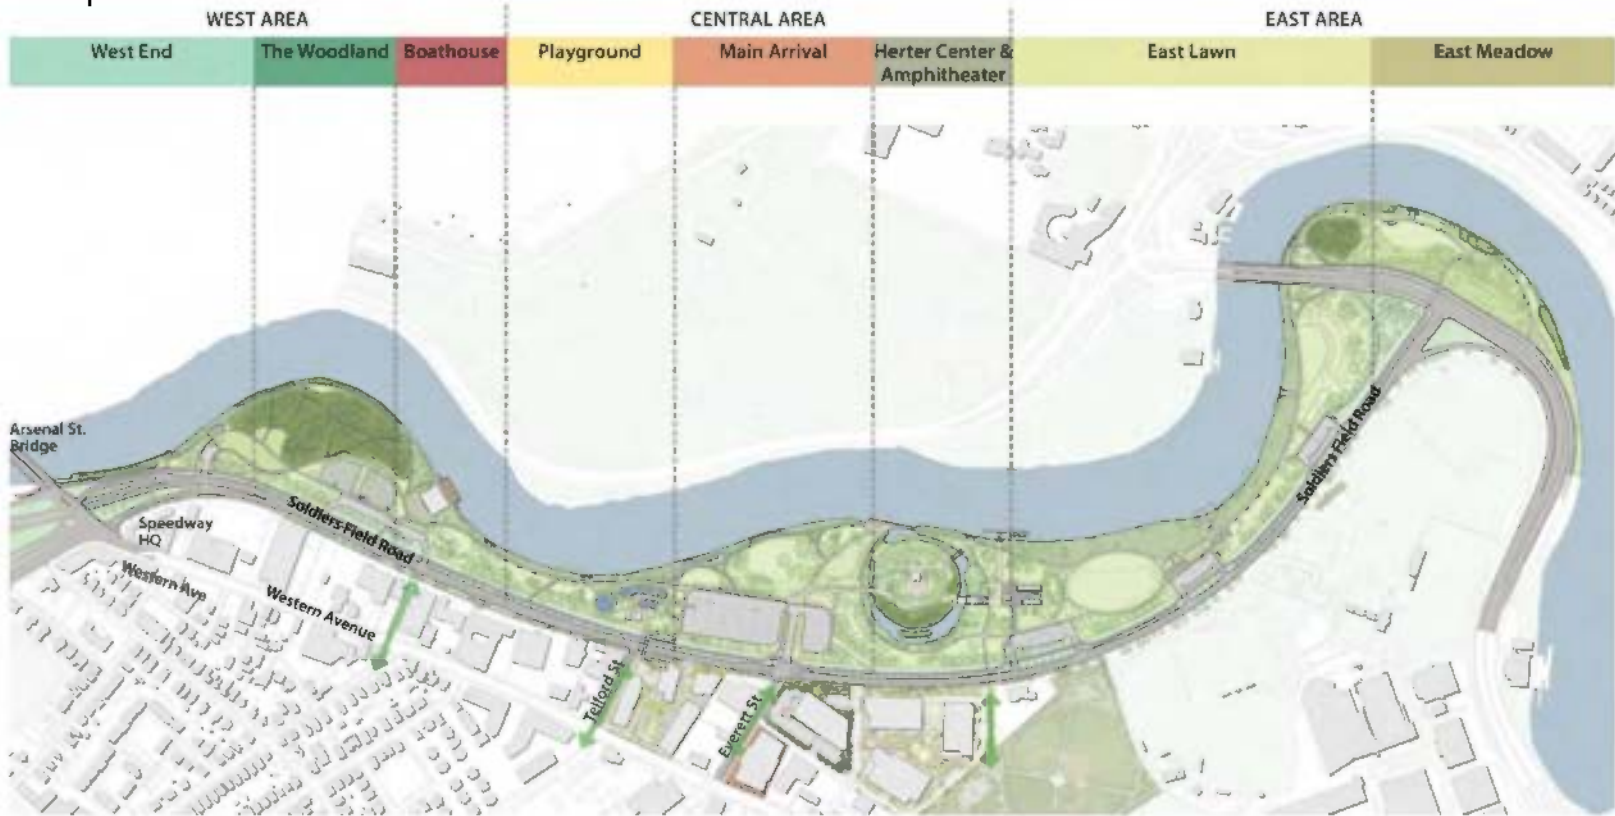 WEST AREA
CENTRAL AREA
EAST AREA
West End
The Woodland
Boathouse
Playground
Main Arrival
Herter Center &
Amphitheater
East Lawn
East Meadow
Arsenal St.
Bridge
Speedway
HQ
Western Ave
Western Avenue
Soldiers Field Road
Telford St
Everett St
Soldiers Field Road